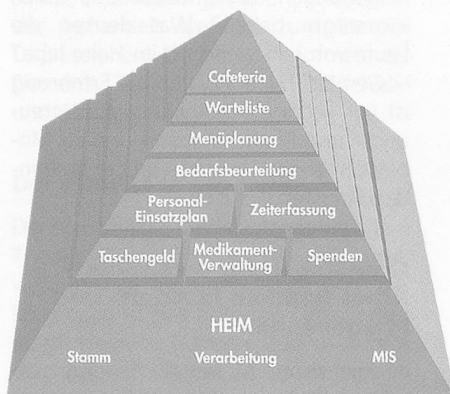 Cafeteria
Warteliste
Menüplanung
Bedarfsbeurteilung
Personal-
Einsatzplan
Zeiterfassung
Taschengeld
Medikament-
Verwaltung
Spenden
HEIM
Stamm Verarbeitung MIS